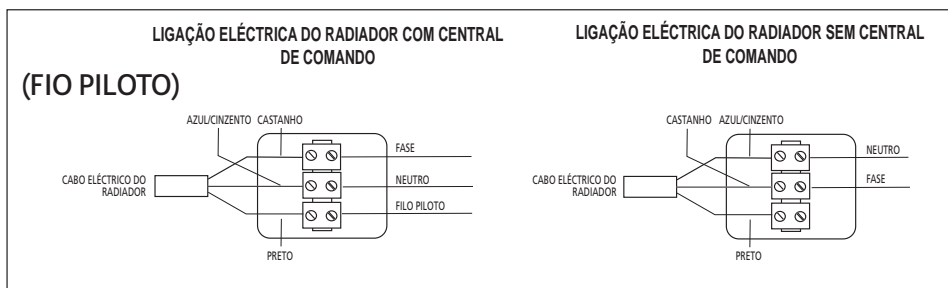 LIGAÇÃO ELÉCTRICA DO RADIADOR COM CENTRAL
DE COMANDO
(FIO PILOTO)
AZUL/CINZENTO CASTANHO
FASE
CABO ELÉCTRICO DO
RADIADOR
NEUTRO
FILO PILOTO
PRETO
LIGAÇÃO ELÉCTRICA DO RADIADOR SEM CENTRAL
DE COMANDO
CASTANHO AZUL/CINZENTO
NEUTRO
CABO ELÉCTRICO DO
RADIADOR
FASE
PRETO